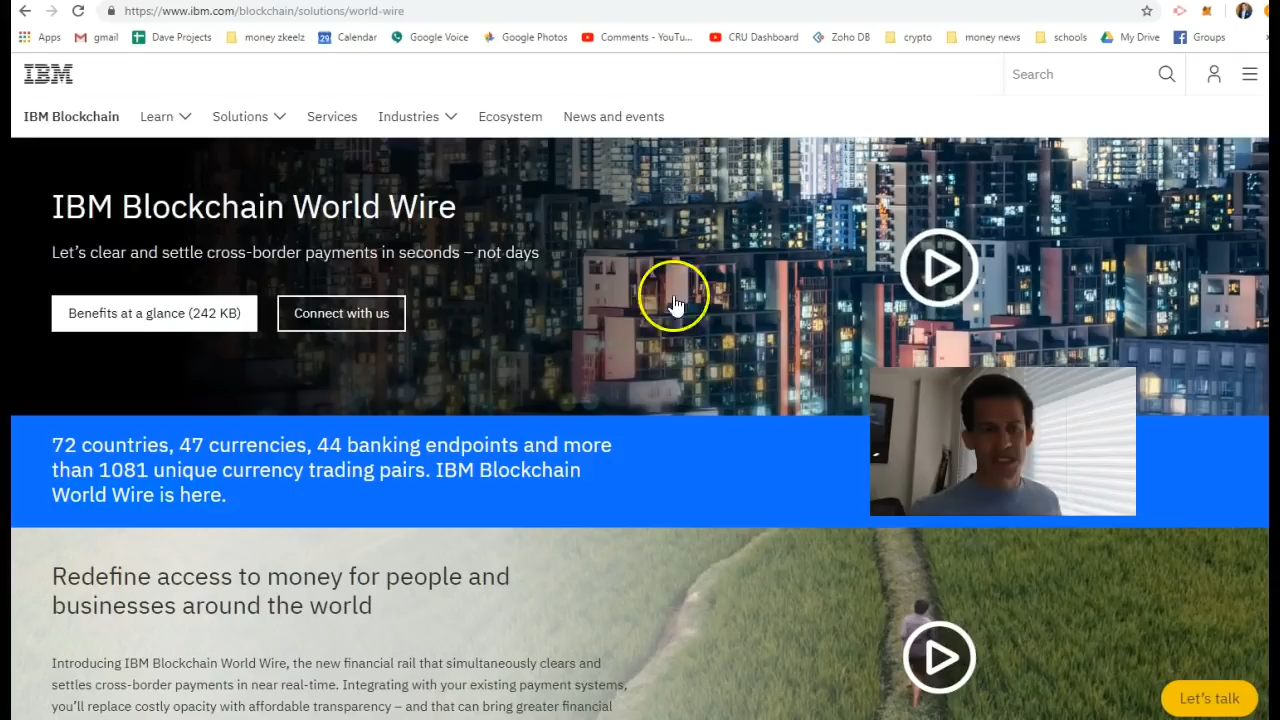 https://www.ibm.com/blockchain/solutions/world-wire
Apps gmail Dave Projects money zkeelz Calendar Google Voice Google Photos Comments - YouTu... CRU Dashboard Zoho DB crypto money news schools My Drive Groups
IBM Search
IBM Blockchain Learn Solutions Services Industries Ecosystem News and events
IBM Blockchain World Wire
Let's clear and settle cross-border payments in seconds – not days
Benefits at a glance (242 KB) Connect with us
72 countries, 47 currencies, 44 banking endpoints and more
than 1081 unique currency trading pairs. IBM Blockchain
World Wire is here.
Redefine access to money for people and
businesses around the world
Introducing IBM Blockchain World Wire, the new financial rail that simultaneously clears and
settles cross-border payments in near real-time. Integrating with your existing payment systems,
you'll replace costly opacity with affordable transparency – and that can bring greater financial
Let's talk